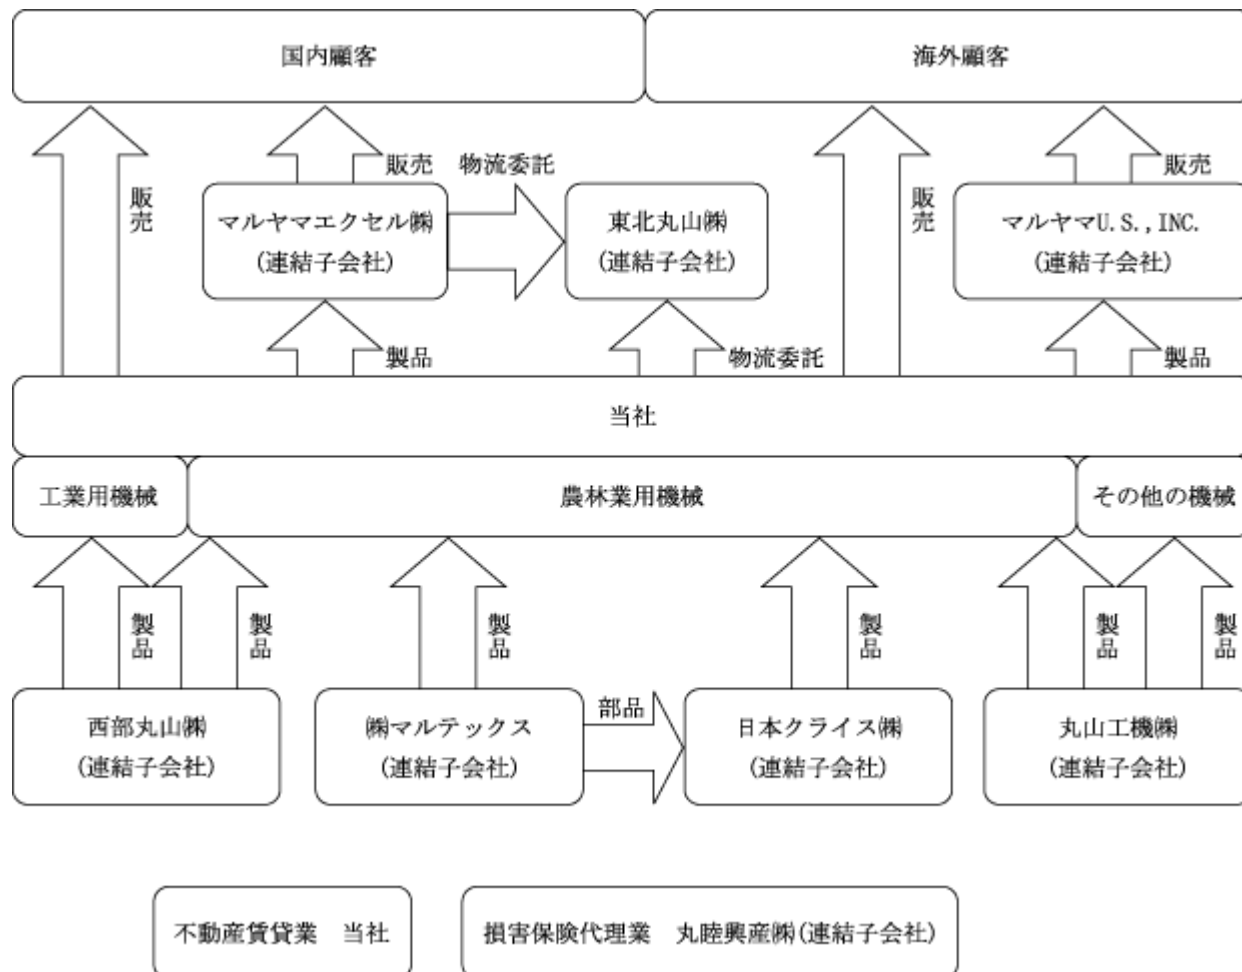 国内顧客
海外顧客
販売
販売
物流委託
販売
販売
マルヤマエクセル㈱
(連結子会社)
東北丸山㈱
(連結子会社)
マルヤマU.S.,INC.
(連結子会社)
製品
物流委託
製品
当社
工業用機械
農林業用機械
その他の機械
製品
製品
製品
製品
製品
製品
西部丸山㈱
(連結子会社)
㈱マルテックス
(連結子会社)
部品
日本クライス㈱
(連結子会社)
丸山工機㈱
(連結子会社)
不動産賃貸業　当社
損害保険代理業　丸睦興産㈱(連結子会社)